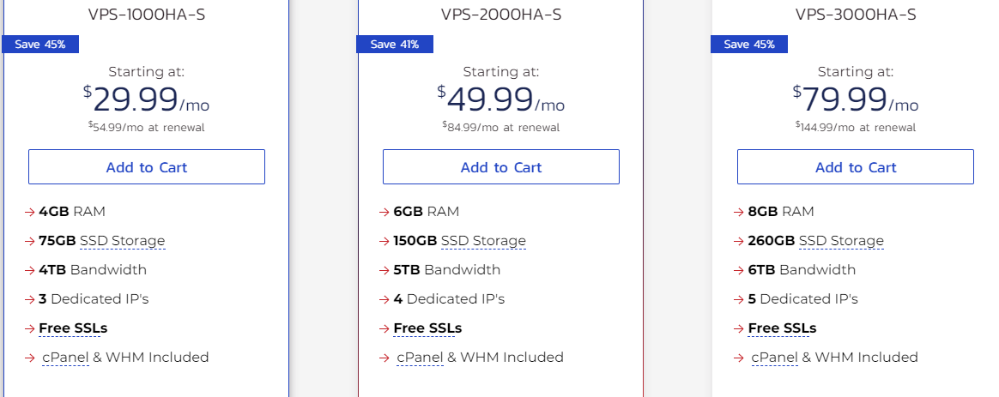 VPS-1000HA-S
Save 45%
Starting at:
$29.99/mo
$54.99/mo at renewal
Add to Cart
→ 4GB RAM
→ 75GB SSD Storage
→ 4TB Bandwidth
→ 3 Dedicated IP's
→ Free SSLs
→ cPanel & WHM Included
VPS-2000HA-S
Save 41%
Starting at:
$49.99/mo
$84.99/mo at renewal
Add to Cart
→ 6GB RAM
→ 150GB SSD Storage
→ 5TB Bandwidth
→ 4 Dedicated IP's
→ Free SSLs
→ cPanel & WHM Included
VPS-3000HA-S
Save 45%
Starting at:
$79.99/mo
$144.99/mo at renewal
Add to Cart
→ 8GB RAM
→ 260GB SSD Storage
→ 6TB Bandwidth
→ 5 Dedicated IP's
→ Free SSLs
→ cPanel & WHM Included